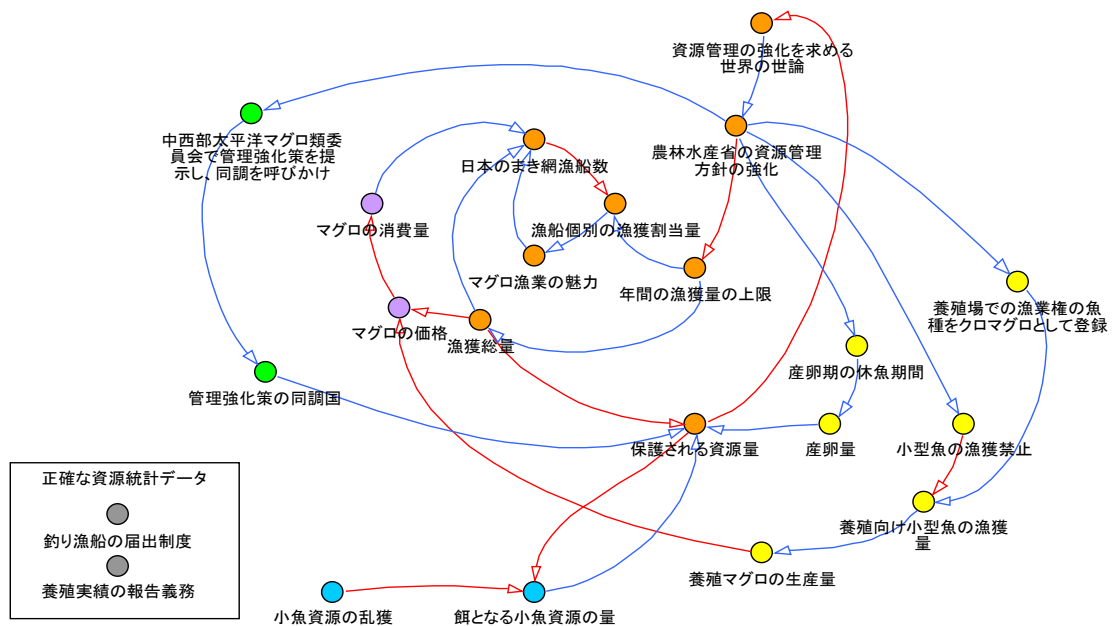 資源管理の強化を求める
世界の世論
中西部太平洋マグロ類委
員会で管理強化策を提
示し、同調を呼びかけ
日本のまき網漁船数
農林水産省の資源管理
方針の強化
マグロの消費量
漁船個別の漁獲割当量
マグロ漁業の魅力
年間の漁獲量の上限
養殖場での漁業権の魚
種をクロマグロとして登録
マグロの価格
漁獲総量
産卵期の休魚期間
管理強化策の同調国
保護される資源量
産卵量
小型魚の漁獲禁止
正確な資源統計データ
釣り漁船の届出制度
養殖実績の報告義務
養殖向け小型魚の漁獲
量
養殖マグロの生産量
小魚資源の乱獲
餌となる小魚資源の量